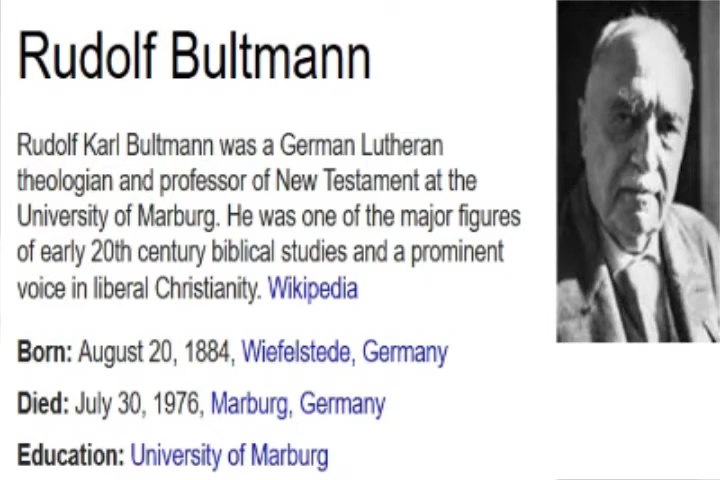 Rudolf Bultmann
Rudolf Karl Bultmann was a German Lutheran
theologian and professor of New Testament at the
University of Marburg. He was one of the major figures
of early 20th century biblical studies and a prominent
voice in liberal Christianity. Wikipedia
Born: August 20, 1884, Wiefelstede, Germany
Died: July 30, 1976, Marburg, Germany
Education: University of Marburg